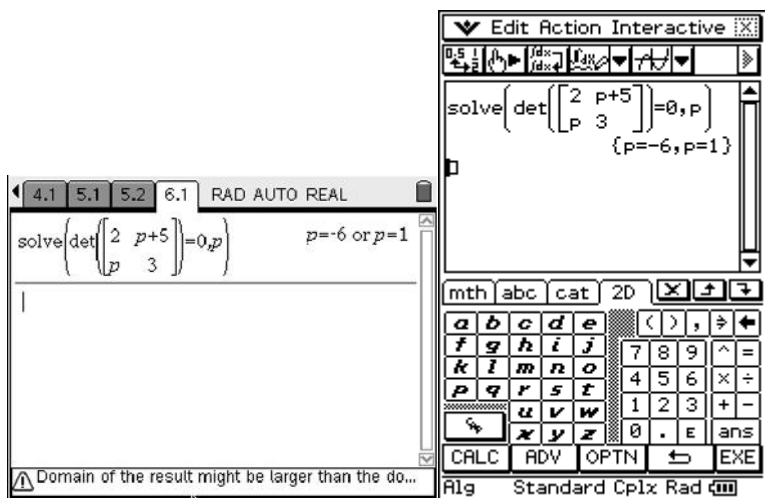 4.1 5.1 5.2 6.1 RAD AUTO REAL
solve(det([2 p+5
p 3])=0,p) p=-6 or p=1
Domain of the result might be larger than the do...
Edit Action Interactive
solve(det([2 p+5
p 3])=0,p)
{p=-6,p=1}
mth abc cat 2D
a b c d e ( ) , ⇒ ←
f g h i j 7 8 9 ^ =
k l m n o 4 5 6 × ÷
p q r s t 1 2 3 + −
u v w 0 . E ans
x y z
CALC ADV OPTN EXE
Alg Standard Cplx Rad